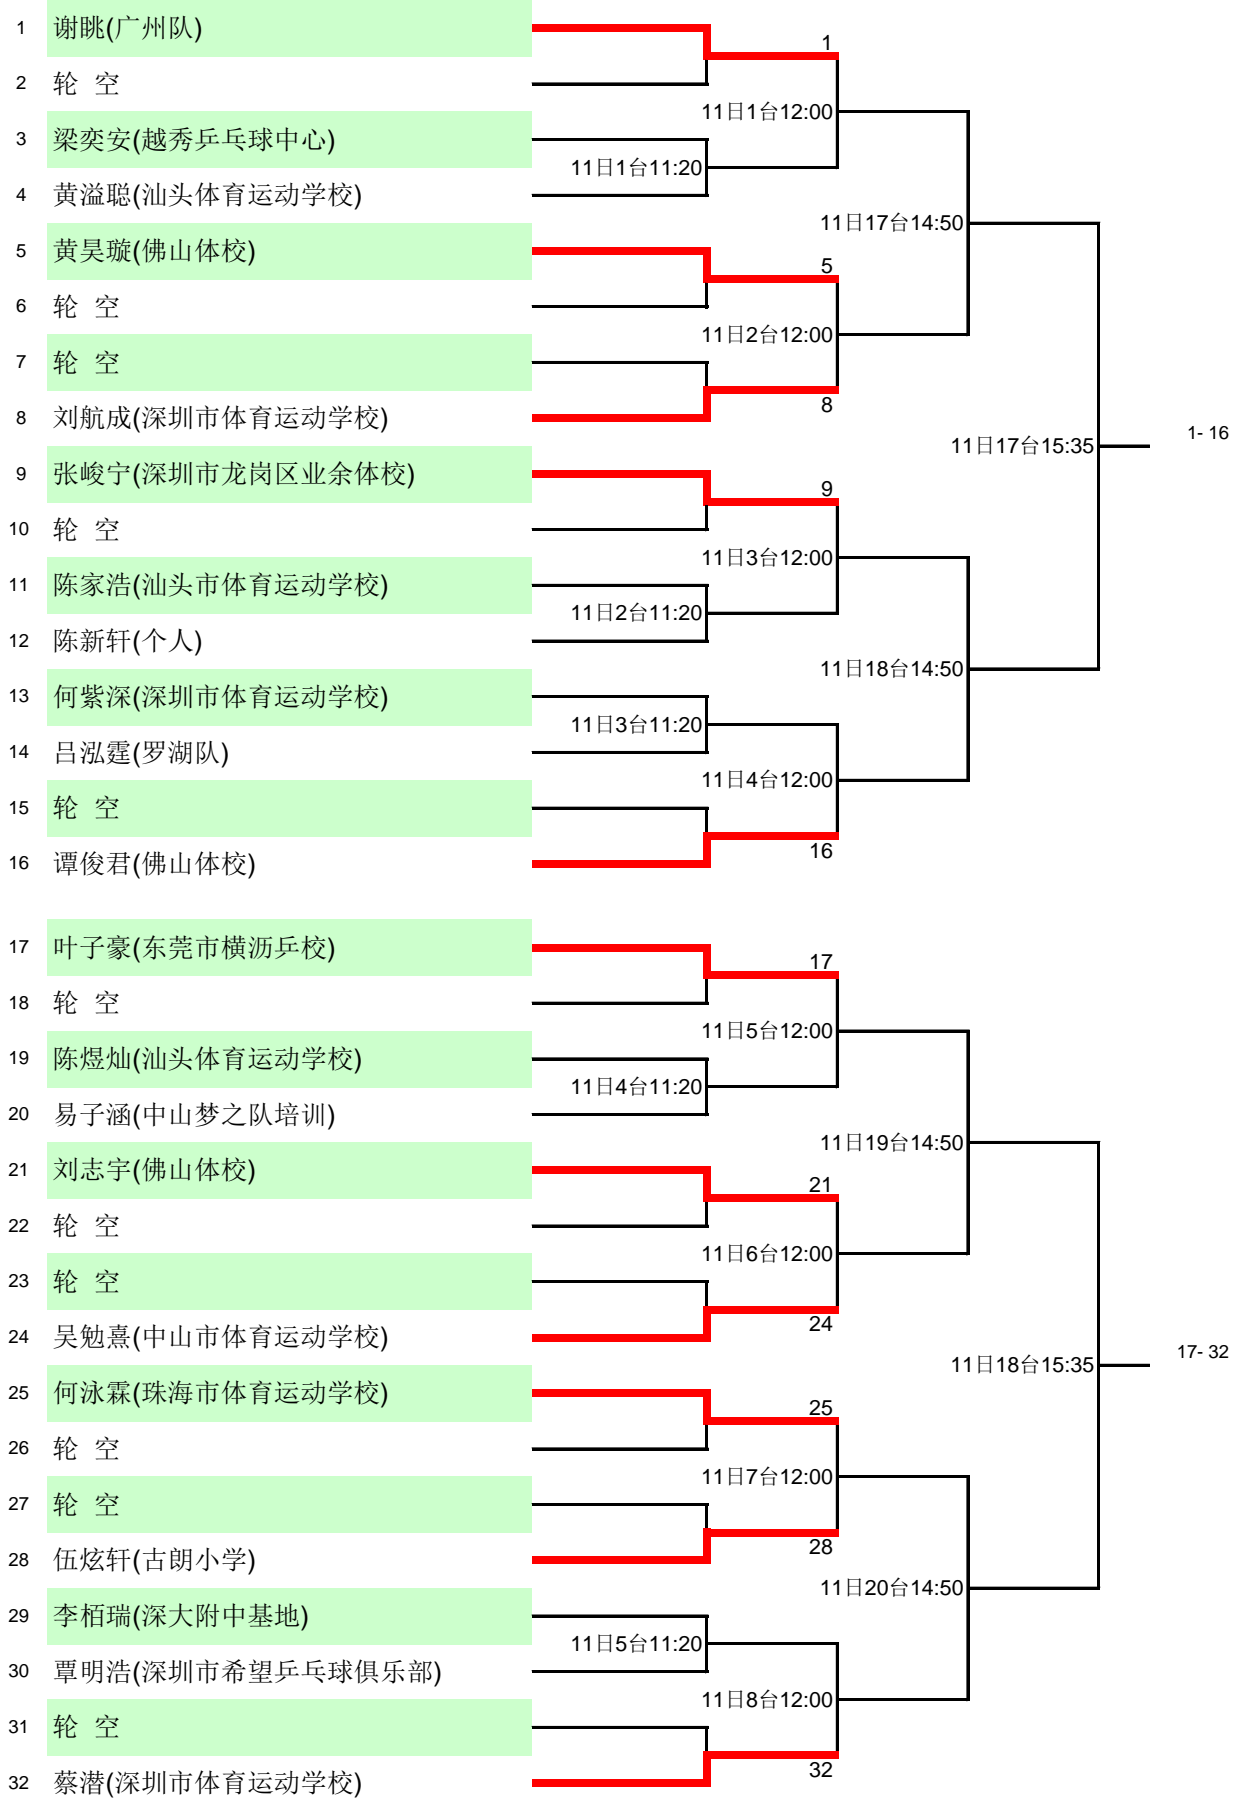 1 谢眺(广州队)
1
2 轮 空
11日1台12:00
3 梁奕安(越秀乒乓球中心)
11日1台11:20
4 黄溢聪(汕头体育运动学校)
11日17台14:50
5 黄昊璇(佛山体校)
5
6 轮 空
11日2台12:00
7 轮 空
8
8 刘航成(深圳市体育运动学校)
11日17台15:35
1- 16
9 张峻宁(深圳市龙岗区业余体校)
9
10 轮 空
11日3台12:00
11 陈家浩(汕头市体育运动学校)
11日2台11:20
12 陈新轩(个人)
11日18台14:50
13 何紫深(深圳市体育运动学校)
11日3台11:20
14 吕泓霆(罗湖队)
11日4台12:00
15 轮 空
16
16 谭俊君(佛山体校)
17 叶子豪(东莞市横沥乒校)
17
18 轮 空
11日5台12:00
19 陈煜灿(汕头体育运动学校)
11日4台11:20
20 易子涵(中山梦之队培训)
11日19台14:50
21 刘志宇(佛山体校)
21
22 轮 空
11日6台12:00
23 轮 空
24
24 吴勉熹(中山市体育运动学校)
11日18台15:35
17- 32
25 何泳霖(珠海市体育运动学校)
25
26 轮 空
11日7台12:00
27 轮 空
28
28 伍炫轩(古朗小学)
11日20台14:50
29 李栢瑞(深大附中基地)
11日5台11:20
30 覃明浩(深圳市希望乒乓球俱乐部)
11日8台12:00
31 轮 空
32
32 蔡潜(深圳市体育运动学校)